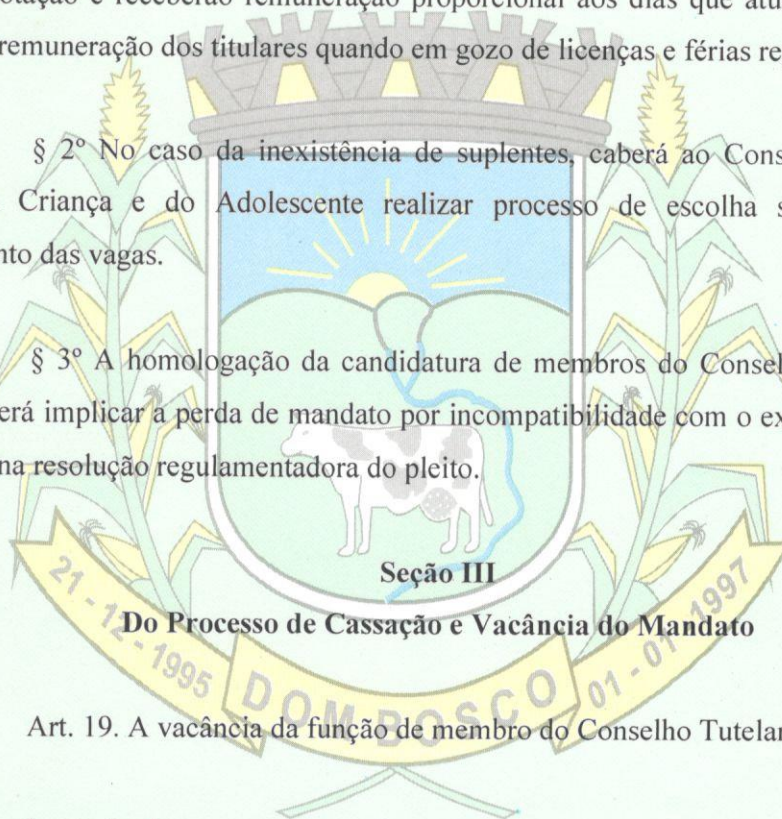 otação e receberão remuneração proporcional aos dias que atu
remuneração dos titulares quando em gozo de licenças e férias re
§ 2º No caso da inexistência de suplentes, caberá ao Cons
Criança e do Adolescente realizar processo de escolha s
nto das vagas.
§ 3º A homologação da candidatura de membros do Consel
erá implicar a perda de mandato por incompatibilidade com o ex
na resolução regulamentadora do pleito.
Seção III
Do Processo de Cassação e Vacância do Mandato
Art. 19. A vacância da função de membro do Conselho Tutelar
21 - 12 - 1995
DOM BOSCO
01 - 01 - 1997